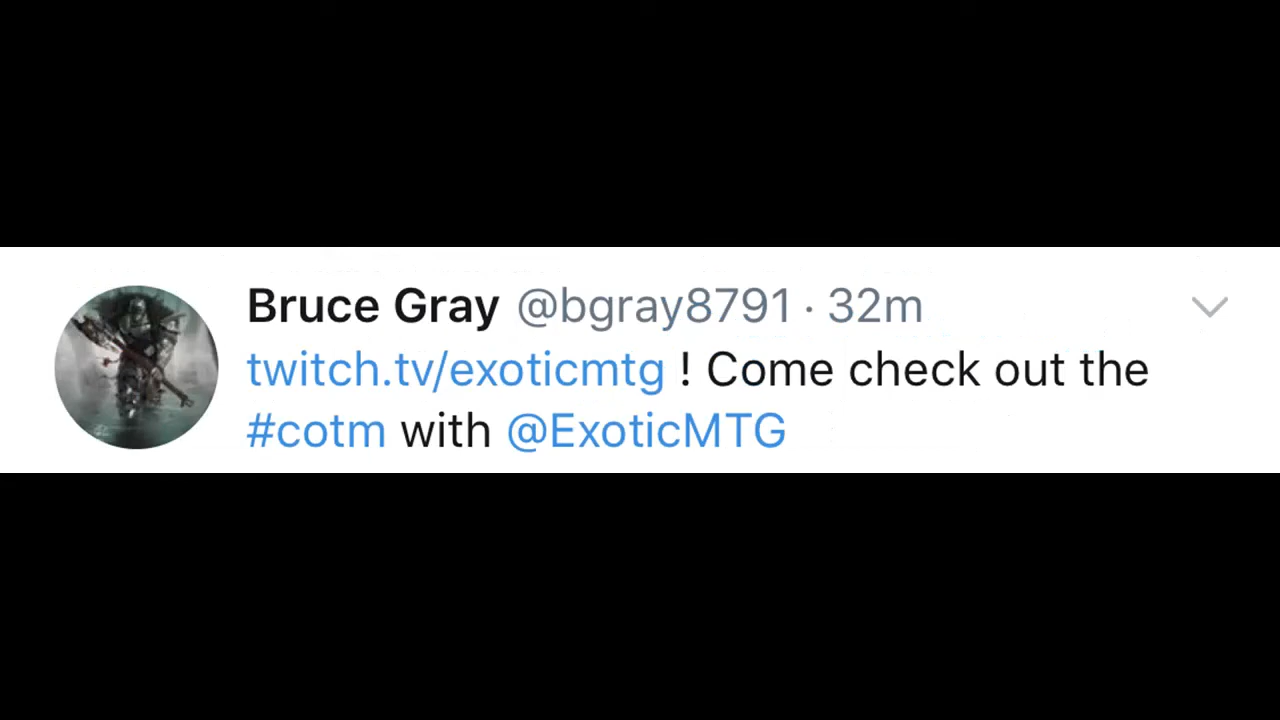 Bruce Gray @bgray8791 · 32m
twitch.tv/exoticmtg ! Come check out the
#cotm with @ExoticMTG